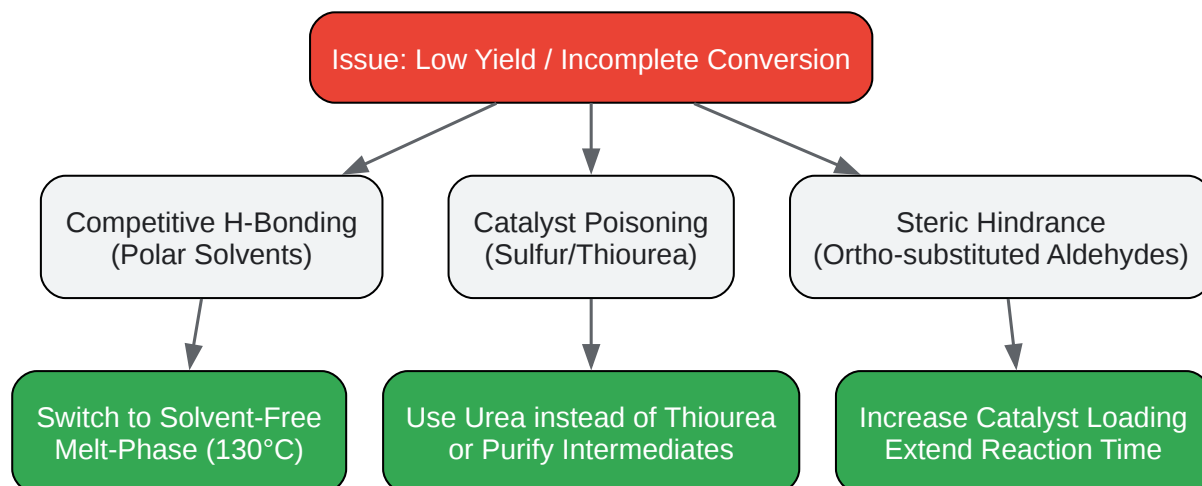 Issue: Low Yield / Incomplete Conversion
Competitive H-Bonding
(Polar Solvents)
Catalyst Poisoning
(Sulfur/Thiourea)
Steric Hindrance
(Ortho-substituted Aldehydes)
Switch to Solvent-Free
Melt-Phase (130°C)
Use Urea instead of Thiourea
or Purify Intermediates
Increase Catalyst Loading
Extend Reaction Time